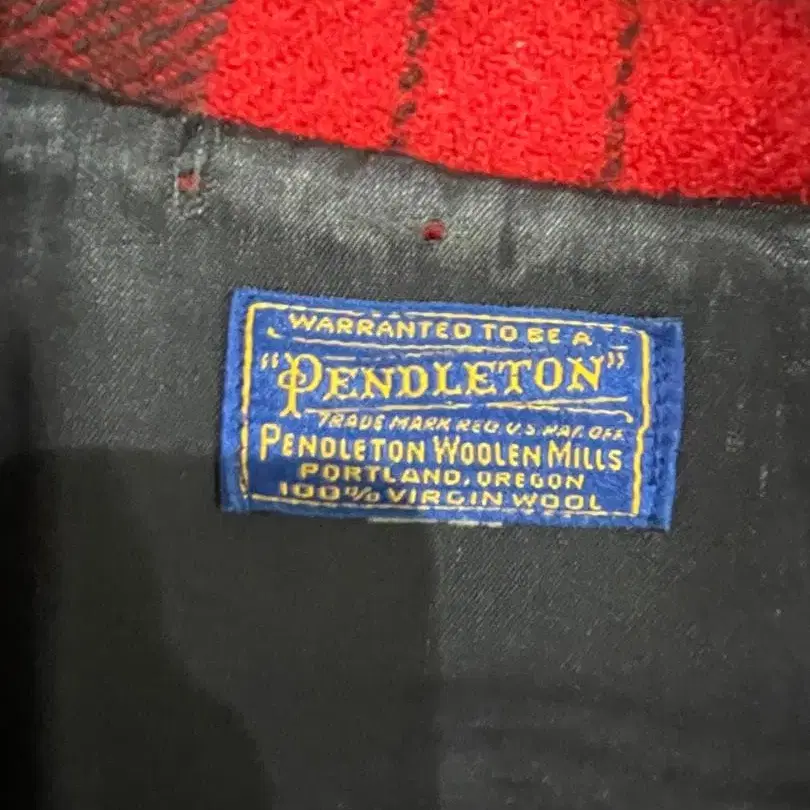 WARRANTED TO BE A
"PENDLETON"
TRADE MARK REG. U.S. PAT. OFF.
PENDLETON WOOLEN MILLS
PORTLAND, OREGON
100% VIRGIN WOOL